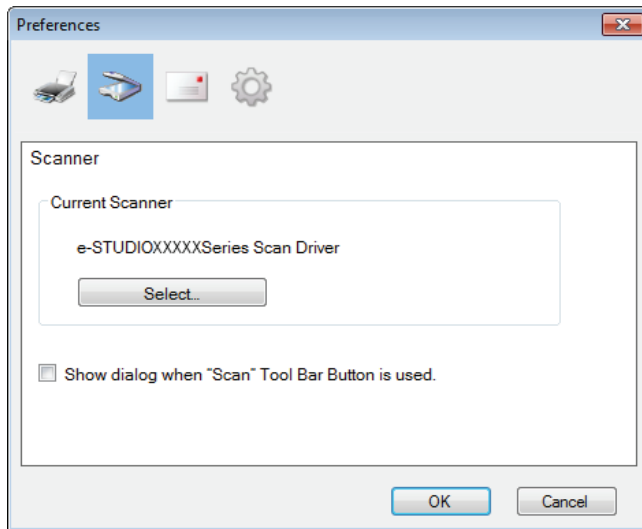 Preferences
Scanner
Current Scanner
e-STUDIOXXXXXSeries Scan Driver
Select...
Show dialog when "Scan" Tool Bar Button is used.
OK
Cancel